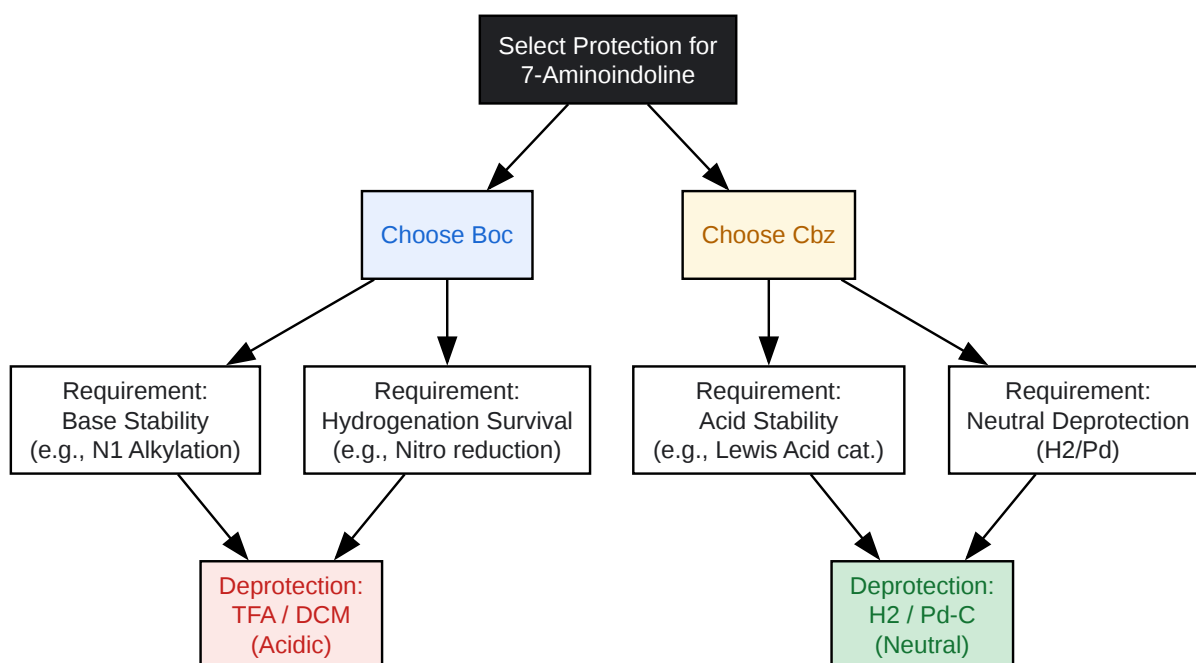 Select Protection for
7-Aminoindoline
Choose Boc
Choose Cbz
Requirement:
Base Stability
(e.g., N1 Alkylation)
Requirement:
Hydrogenation Survival
(e.g., Nitro reduction)
Requirement:
Acid Stability
(e.g., Lewis Acid cat.)
Requirement:
Neutral Deprotection
(H2/Pd)
Deprotection:
TFA / DCM
(Acidic)
Deprotection:
H2 / Pd-C
(Neutral)